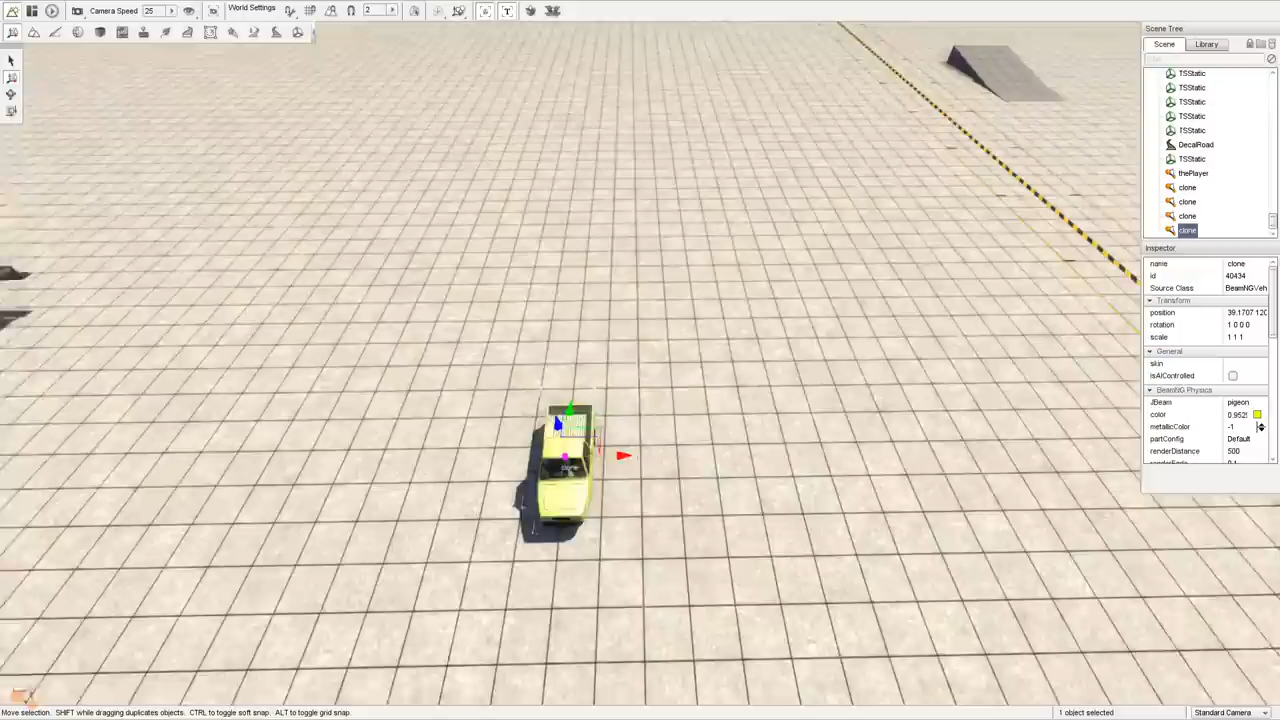 Camera Speed 25
World Settings
2
Scene Tree
Scene Library
TSStatic
TSStatic
TSStatic
TSStatic
TSStatic
DecalRoad
TSStatic
thePlayer
clone
clone
clone
clone
Inspector
name clone
id 40434
Source Class BeamNGVeh
Transform
position 39.1707 120
rotation 1 0 0 0
scale 1 1 1
General
skin
isAIControlled
BeamNG Physics
JBeam pigeon
color 0.952
metallicColor -1
partConfig Default
renderDistance 500
clone
Move selection. SHIFT while dragging duplicates objects. CTRL to toggle soft snap. ALT to toggle grid snap.
1 object selected
Standard Camera